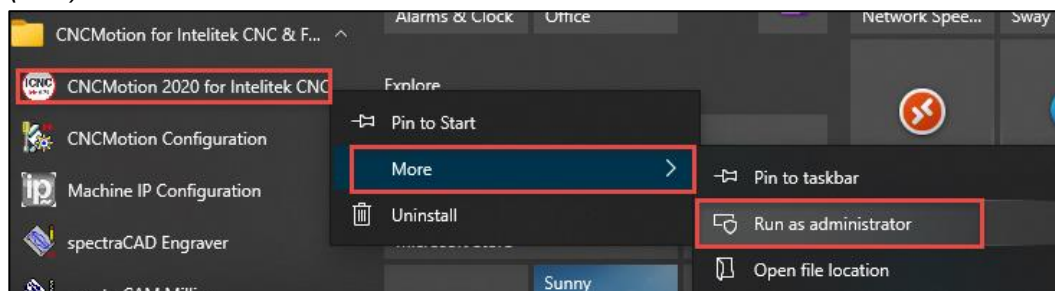 Alarms & Clock
Office
Network Spee...
Sway
CNCMotion for Intelitek CNC & F...
CNCMotion 2020 for Intelitek CNC
Explore
Pin to Start
CNCMotion Configuration
More
Pin to taskbar
Machine IP Configuration
Uninstall
Run as administrator
spectraCAD Engraver
Open file location
Sunny